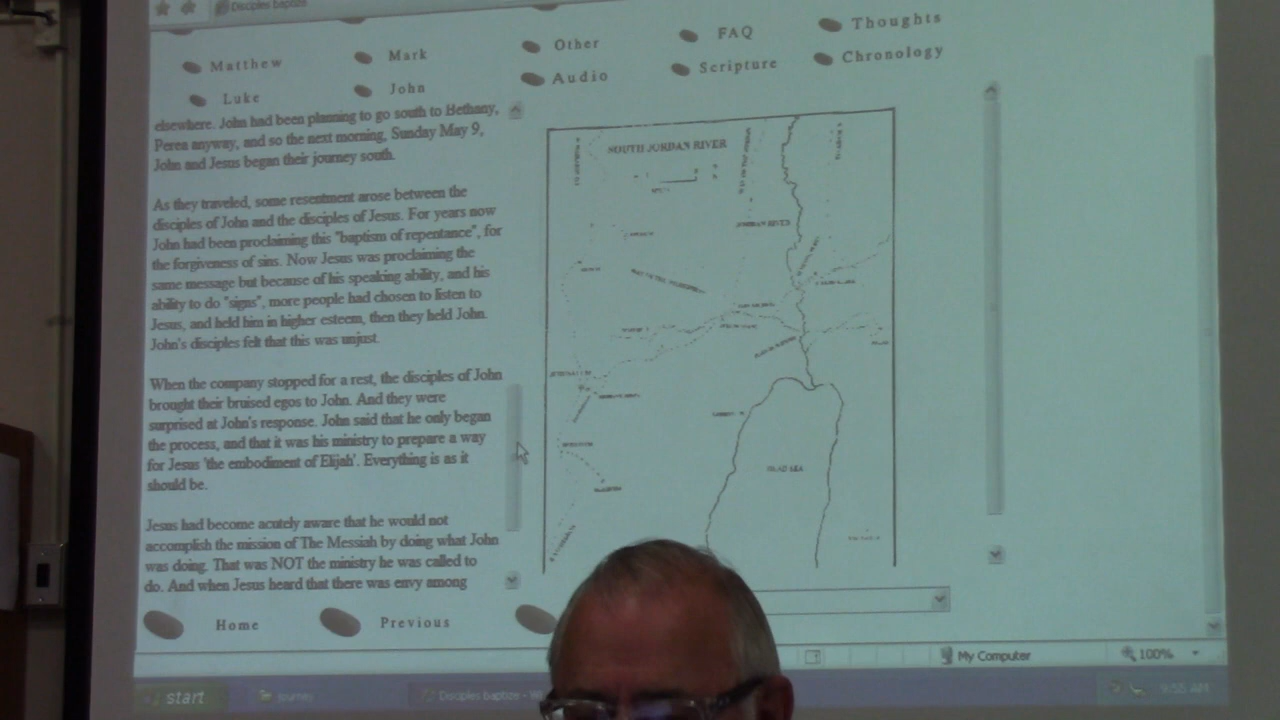 Disciples baptize
Matthew
Mark
Other
FAQ
Thoughts
Luke
John
Audio
Scripture
Chronology
elsewhere. John had been planning to go south to Bethany,
Perea anyway, and so the next morning, Sunday May 9,
John and Jesus began their journey south.
As they traveled, some resentment arose between the
disciples of John and the disciples of Jesus. For years now
John had been proclaiming this "baptism of repentance", for
the forgiveness of sins. Now Jesus was proclaiming the
same message but because of his speaking ability, and his
ability to do "signs", more people had chosen to listen to
Jesus, and held him in higher esteem, then they held John.
John's disciples felt that this was unjust.
When the company stopped for a rest, the disciples of John
brought their bruised egos to John. And they were
surprised at John's response. John said that he only began
the process, and that it was his ministry to prepare a way
for Jesus 'the embodiment of Elijah'. Everything is as it
should be.
Jesus had become acutely aware that he would not
accomplish the mission of The Messiah by doing what John
was doing. That was NOT the ministry he was called to
do. And when Jesus heard that there was envy among
SOUTH JORDAN RIVER
JORDAN RIVER
DEAD SEA
Home
Previous
My Computer
100%
start
journey
Disciples baptize - Wi
9:55 AM